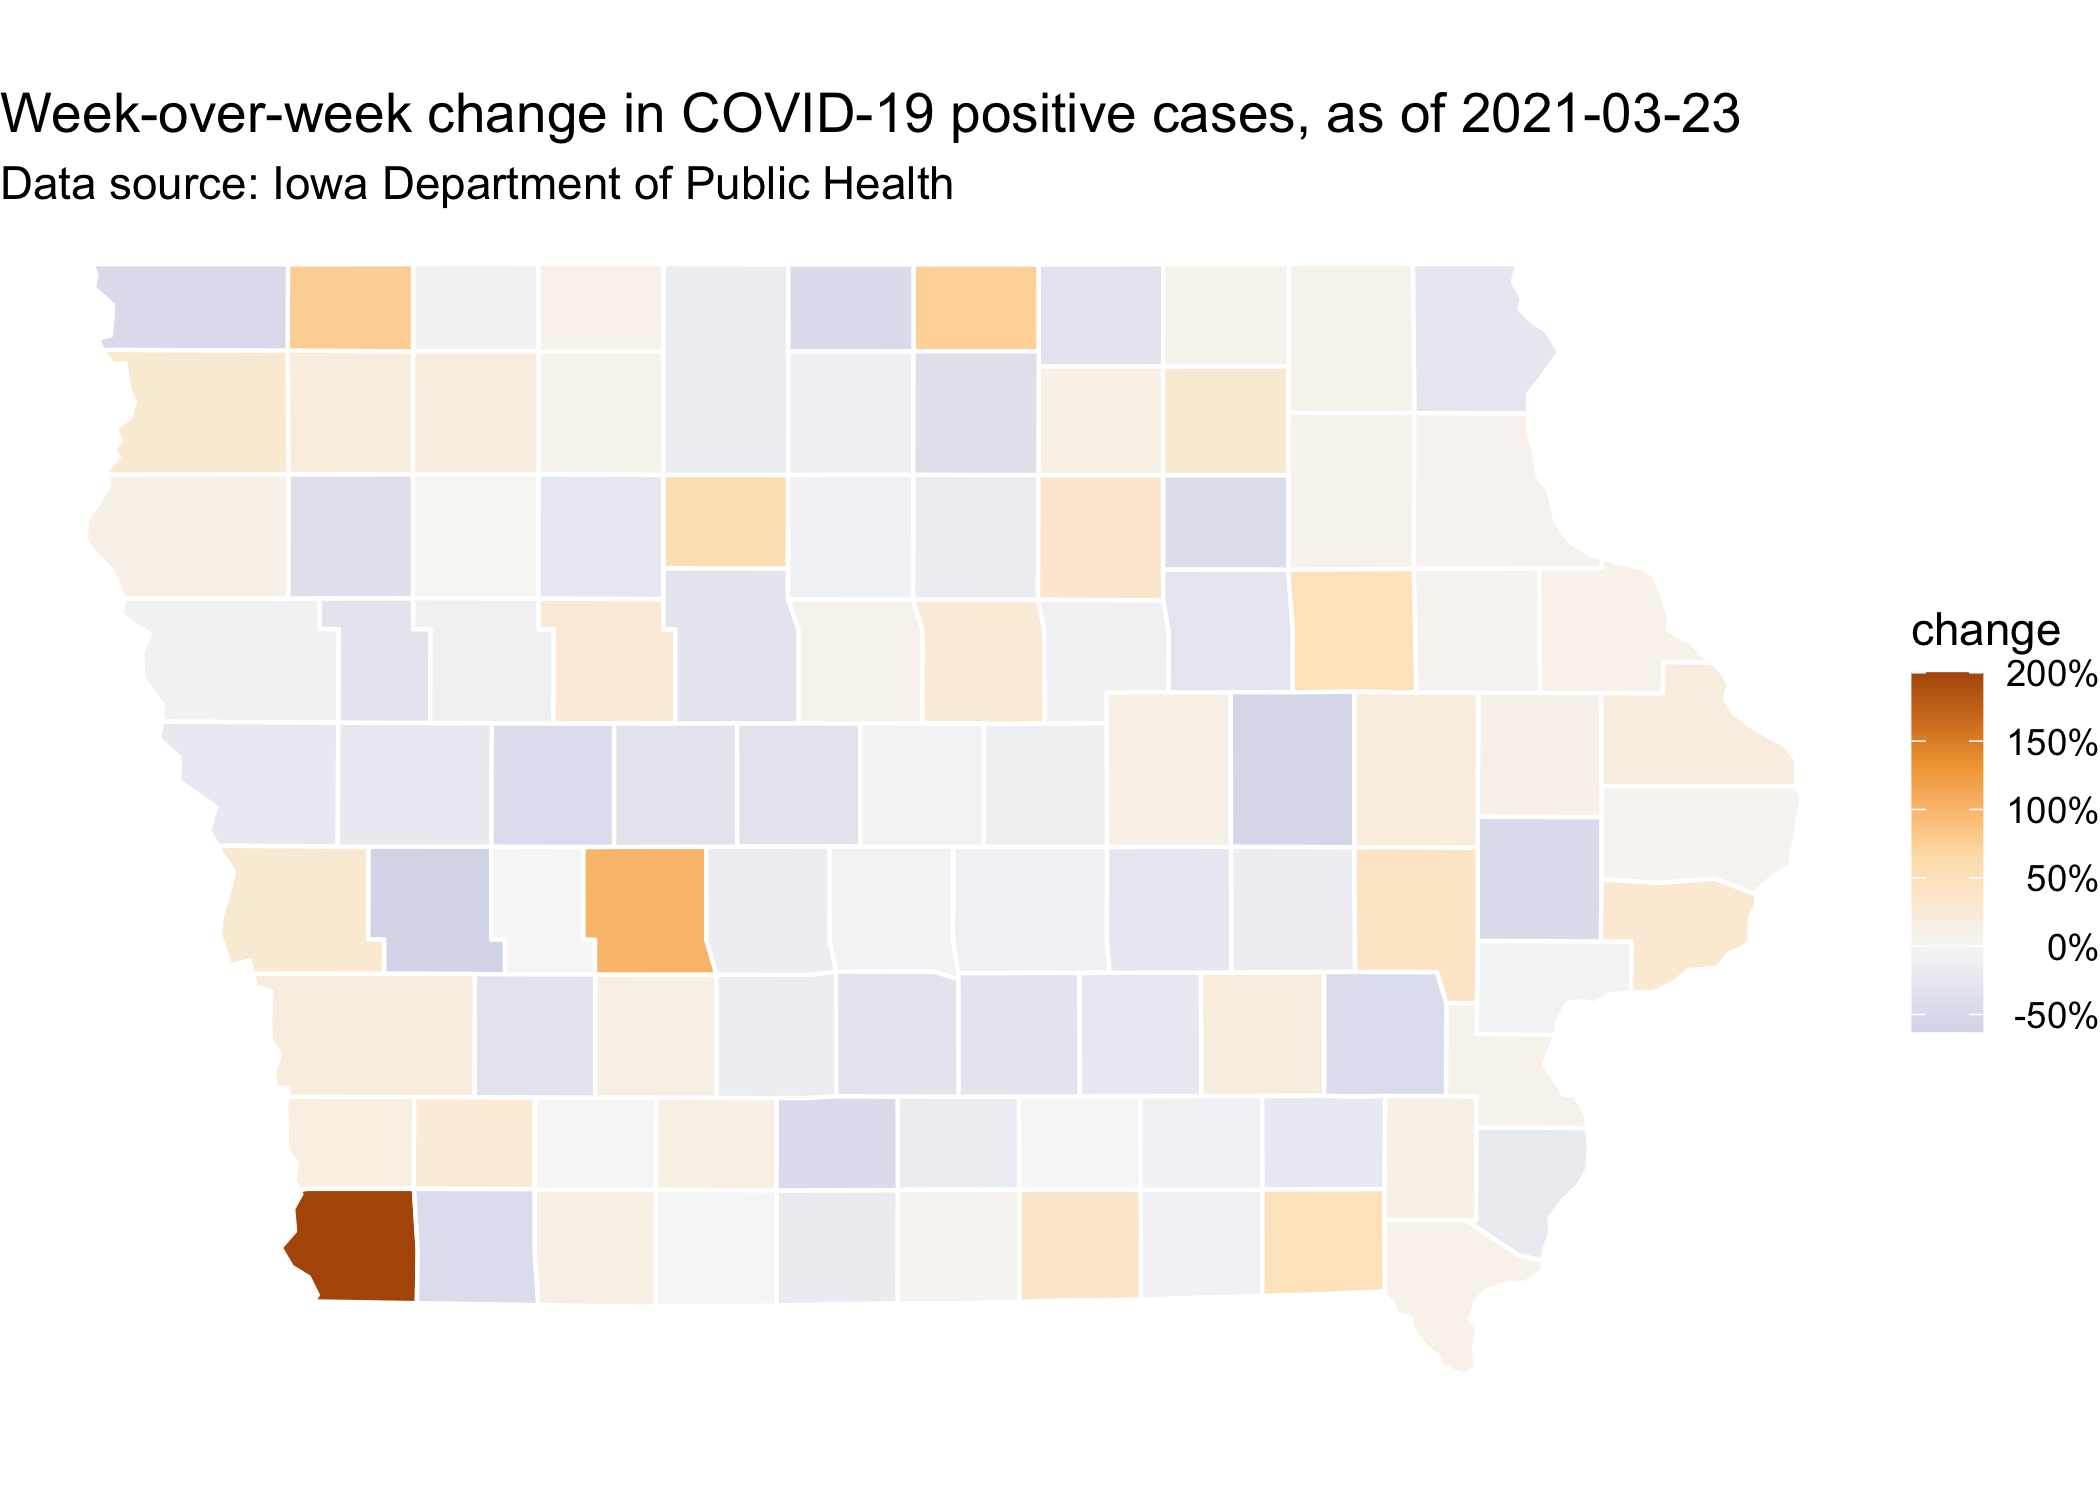 Week-over-week change in COVID-19 positive cases, as of 2021-03-23
Data source: Iowa Department of Public Health
change
200%
150%
100%
50%
0%
-50%